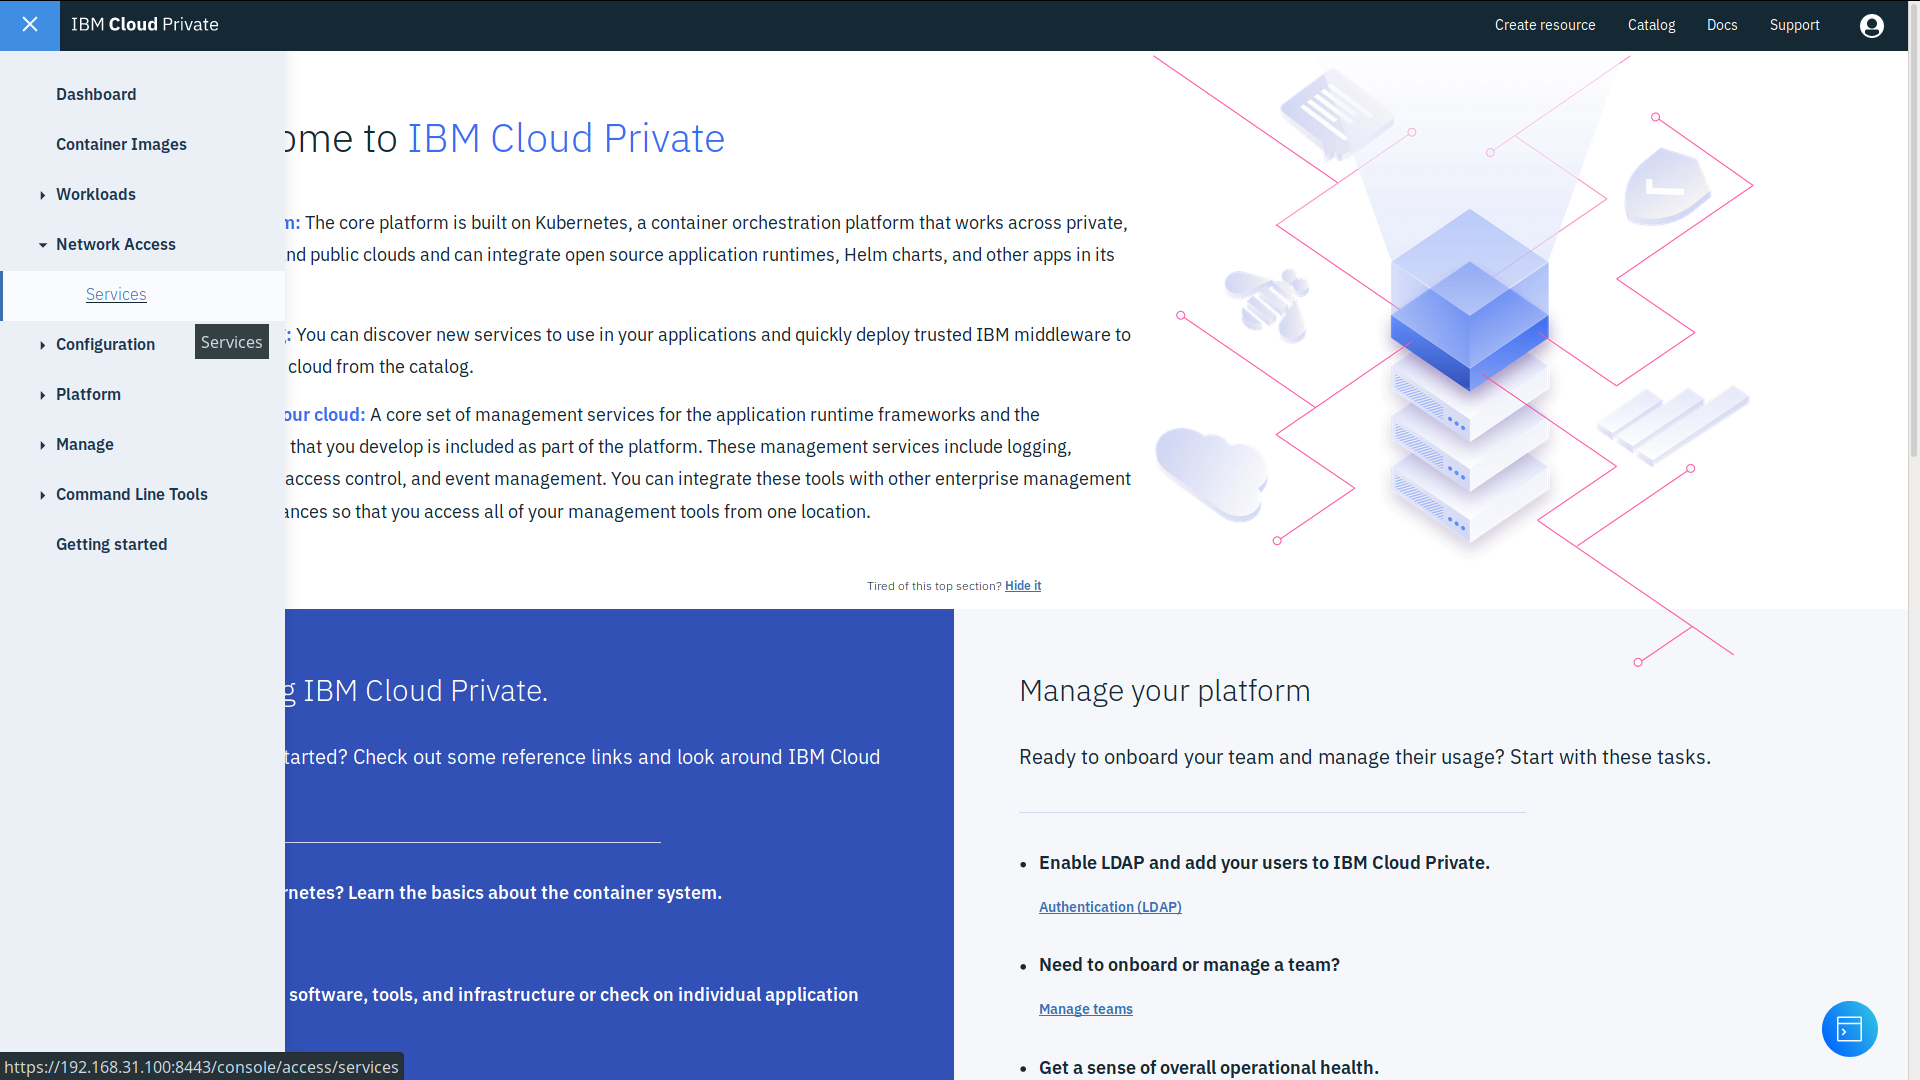 IBM Cloud Private
Create resource
Catalog
Docs
Support
Dashboard
Container Images
Workloads
Network Access
Services
Configuration
Services
Platform
Manage
Command Line Tools
Getting started
to IBM Cloud Private
The core platform is built on Kubernetes, a container orchestration platform that works across private,
public clouds and can integrate open source application runtimes, Helm charts, and other apps in its
You can discover new services to use in your applications and quickly deploy trusted IBM middleware to
cloud from the catalog.
our cloud: A core set of management services for the application runtime frameworks and the
that you develop is included as part of the platform. These management services include logging,
access control, and event management. You can integrate these tools with other enterprise management
so that you access all of your management tools from one location.
Tired of this top section? Hide it
IBM Cloud Private.
Check out some reference links and look around IBM Cloud
Learn the basics about the container system.
software, tools, and infrastructure or check on individual application
Manage your platform
Ready to onboard your team and manage their usage? Start with these tasks.
• Enable LDAP and add your users to IBM Cloud Private.
Authentication (LDAP)
• Need to onboard or manage a team?
Manage teams
• Get a sense of overall operational health.
https://192.168.31.100:8443/console/access/services